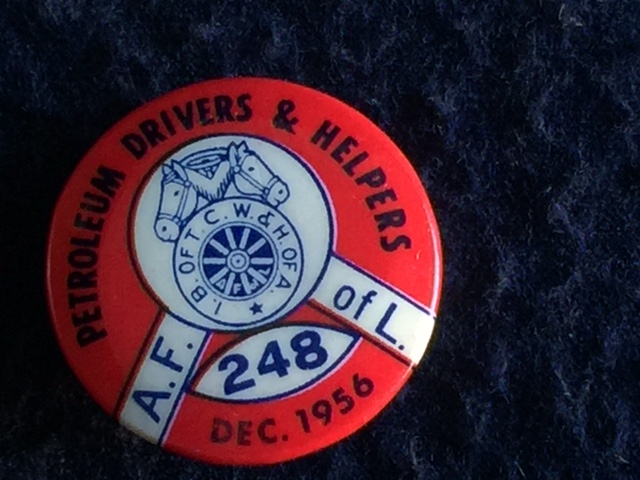 PETROLEUM DRIVERS & HELPERS
I. B. OF T. C. W. & H. OF A.
A.F.L.
A.F. of L.
248
DEC. 1956